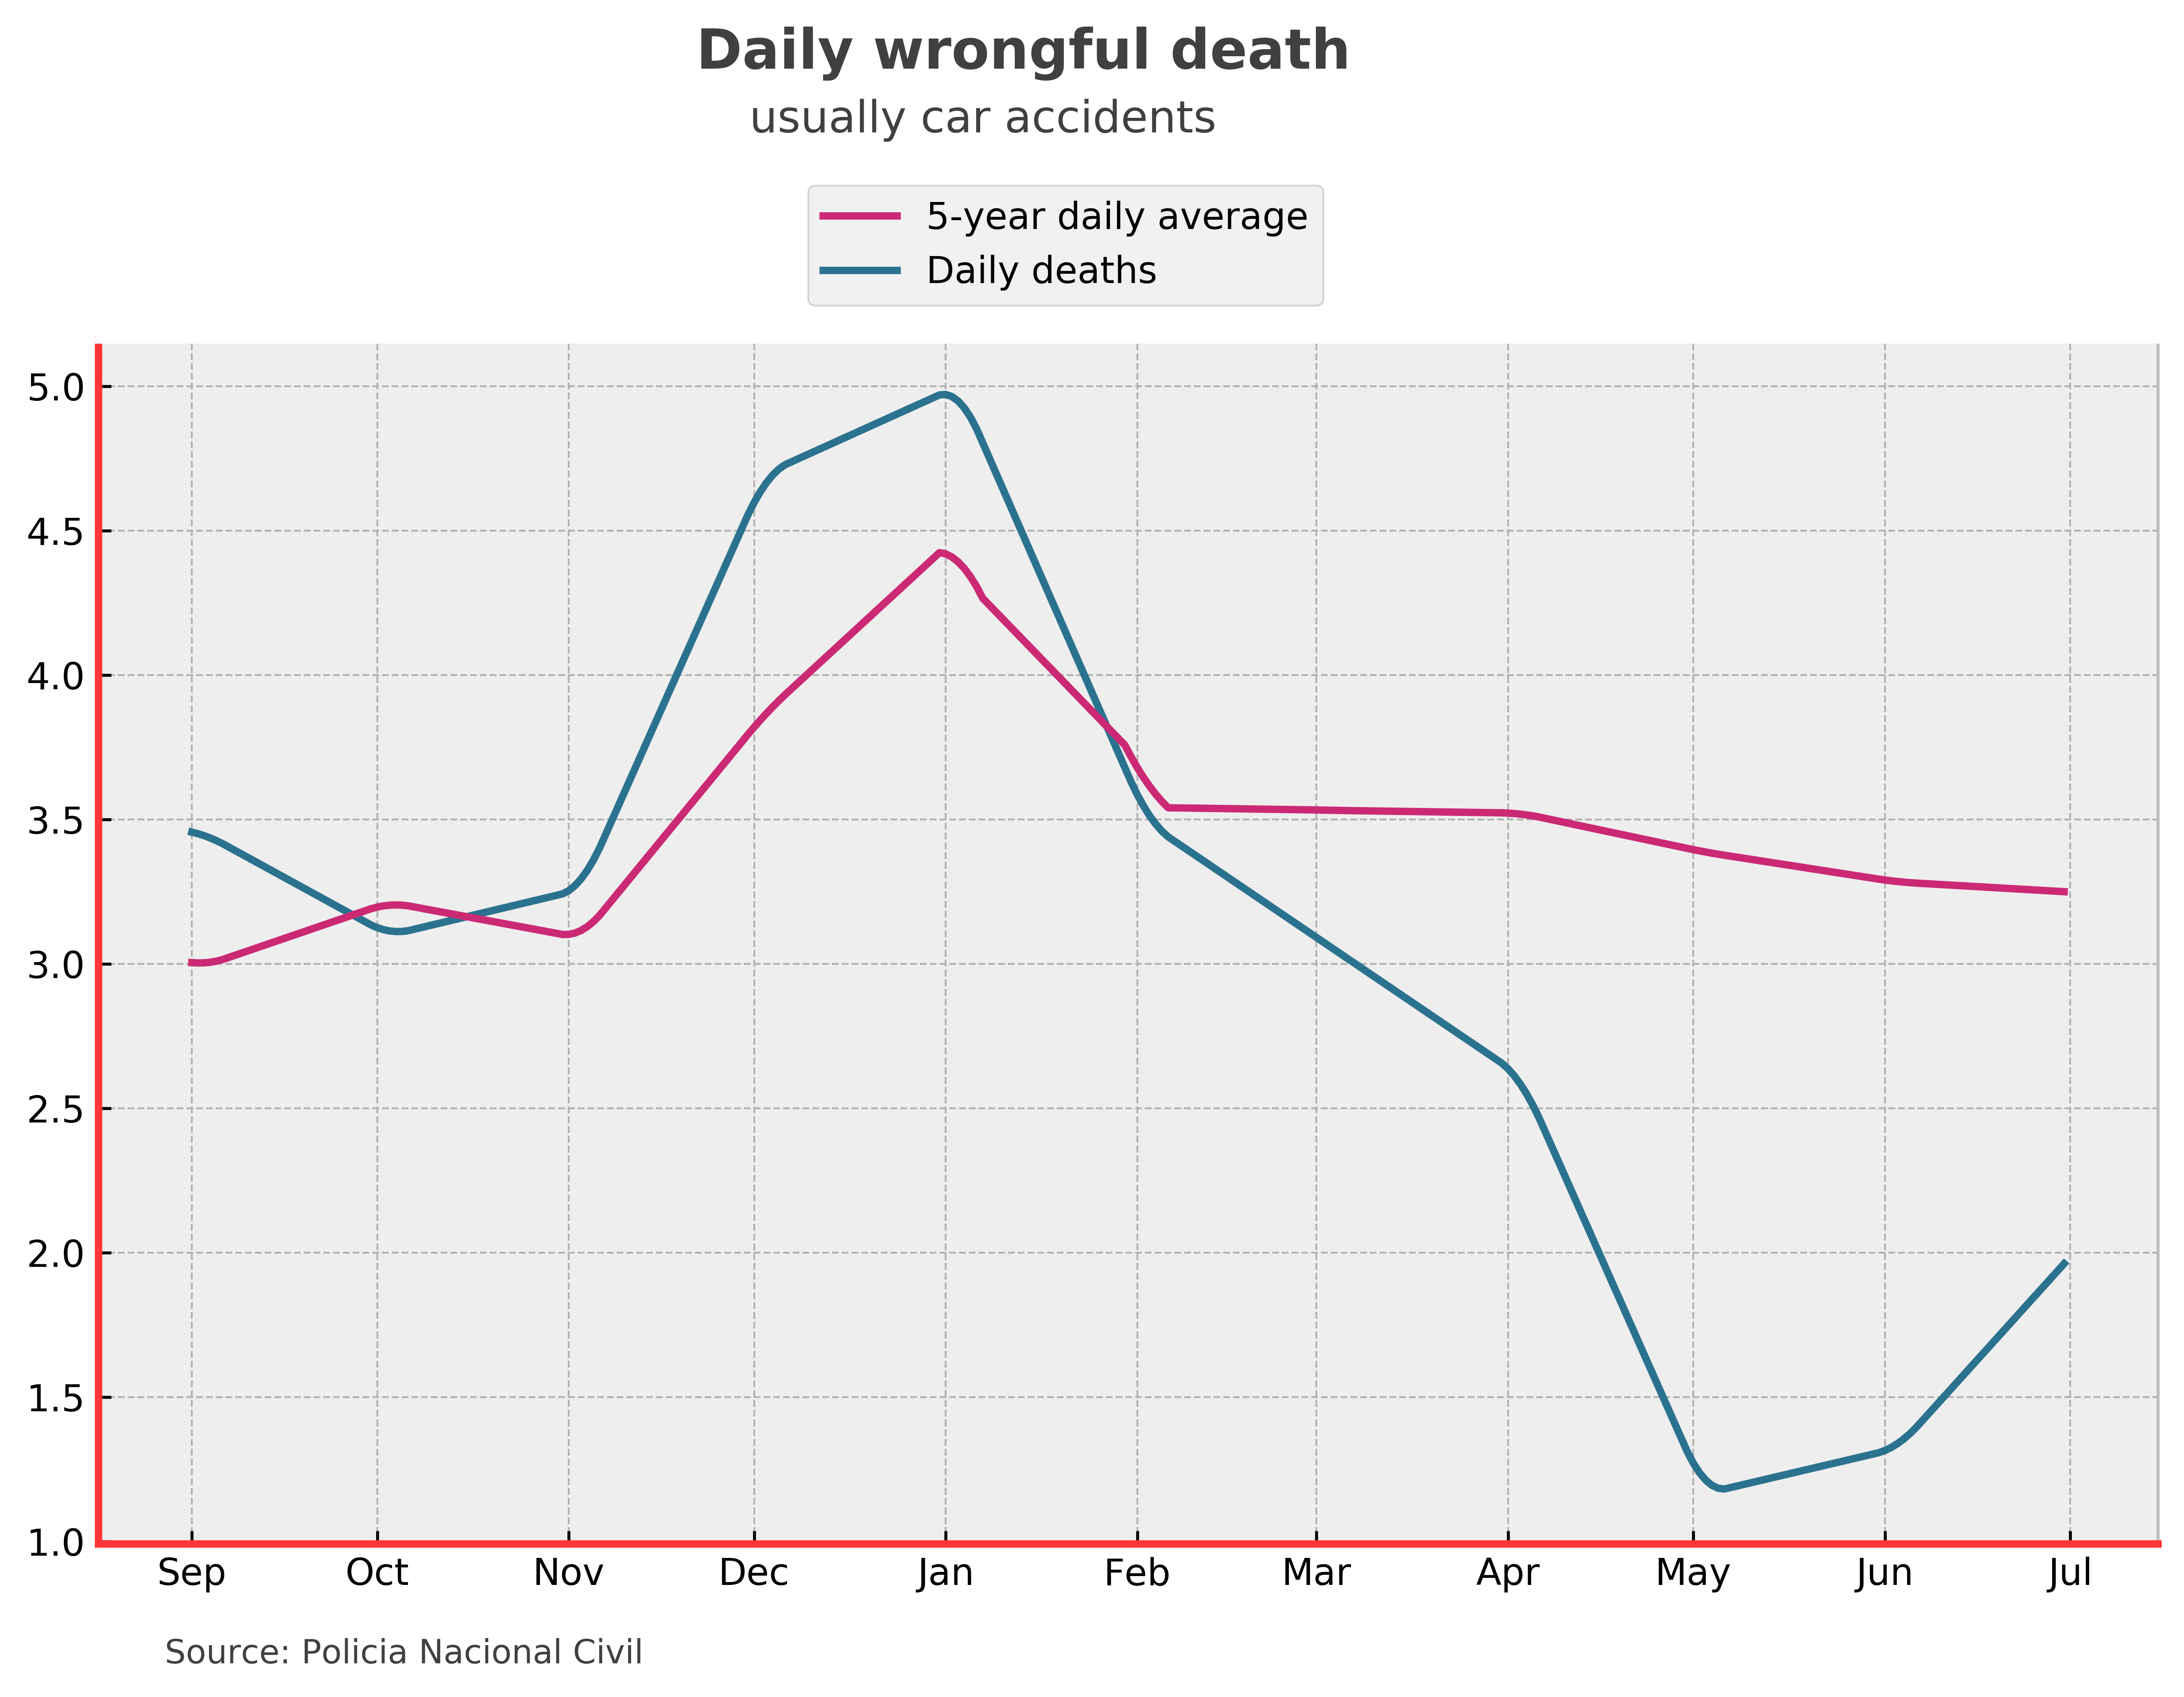 Daily wrongful death
usually car accidents
5-year daily average
Daily deaths
5.0
4.5
4.0
3.5
3.0
2.5
2.0
1.5
1.0
Sep Oct Nov Dec Jan Feb Mar Apr May Jun Jul
Source: Policia Nacional Civil